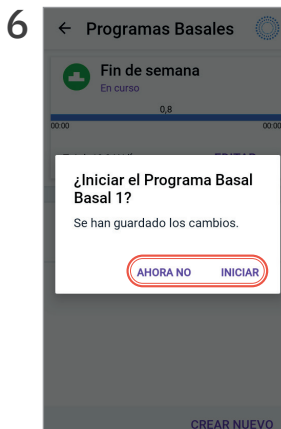 6
Programas Basales
Fin de semana
En curso
0,8
00:00 00:00
EDITAR
¿Iniciar el Programa Basal
Basal 1?
Se han guardado los cambios.
AHORA NO INICIAR
CREAR NUEVO